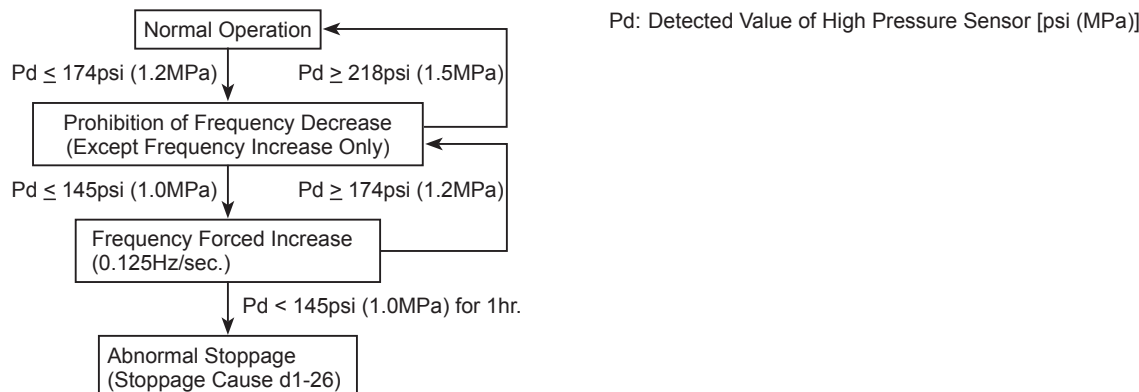 Pd: Detected Value of High Pressure Sensor [psi (MPa)]
Normal Operation
Pd ≤ 174psi (1.2MPa)
Pd ≥ 218psi (1.5MPa)
Prohibition of Frequency Decrease
(Except Frequency Increase Only)
Pd ≤ 145psi (1.0MPa)
Pd ≥ 174psi (1.2MPa)
Frequency Forced Increase
(0.125Hz/sec.)
Pd < 145psi (1.0MPa) for 1hr.
Abnormal Stoppage
(Stoppage Cause d1-26)